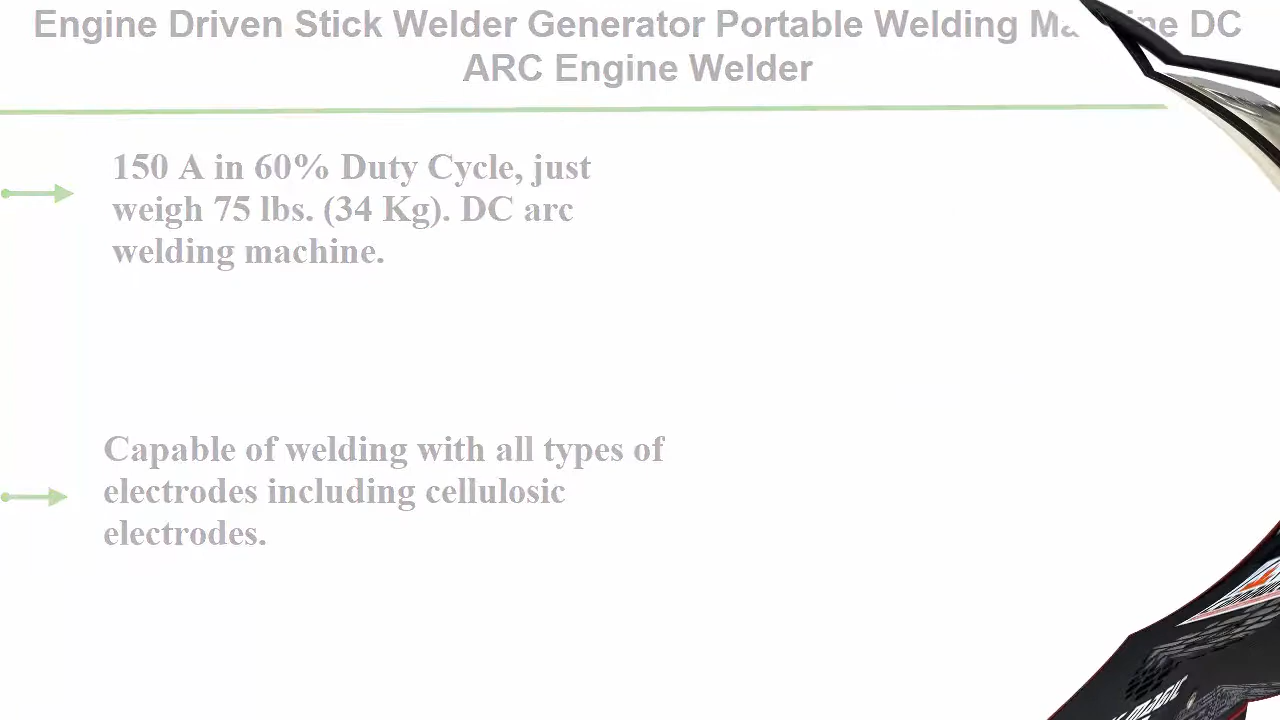 Engine Driven Stick Welder Generator Portable Welding DC
ARC Engine Welder
150 A in 60% Duty Cycle, just
weigh 75 lbs. (34 Kg). DC arc
welding machine.
Capable of welding with all types of
electrodes including cellulosic
electrodes.